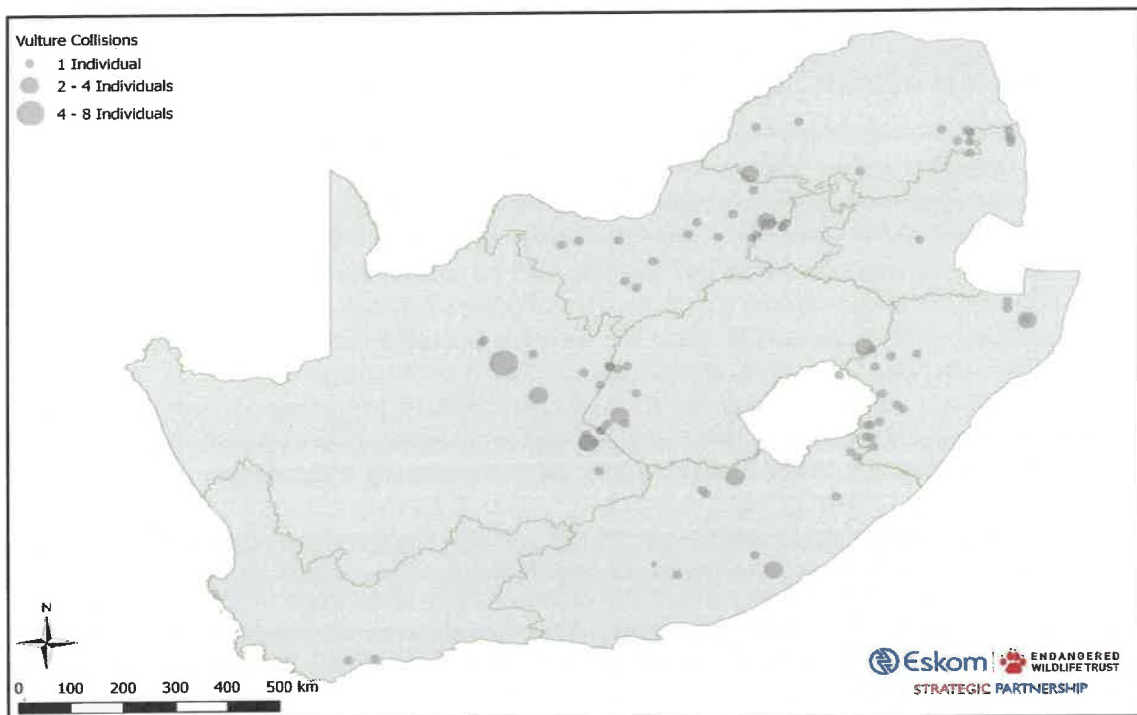 Vulture Collisions
1 Individual
2 - 4 Individuals
4 - 8 Individuals
N
0 100 200 300 400 500 km
Eskom
ENDANGERED
WILDLIFE TRUST
STRATEGIC PARTNERSHIP